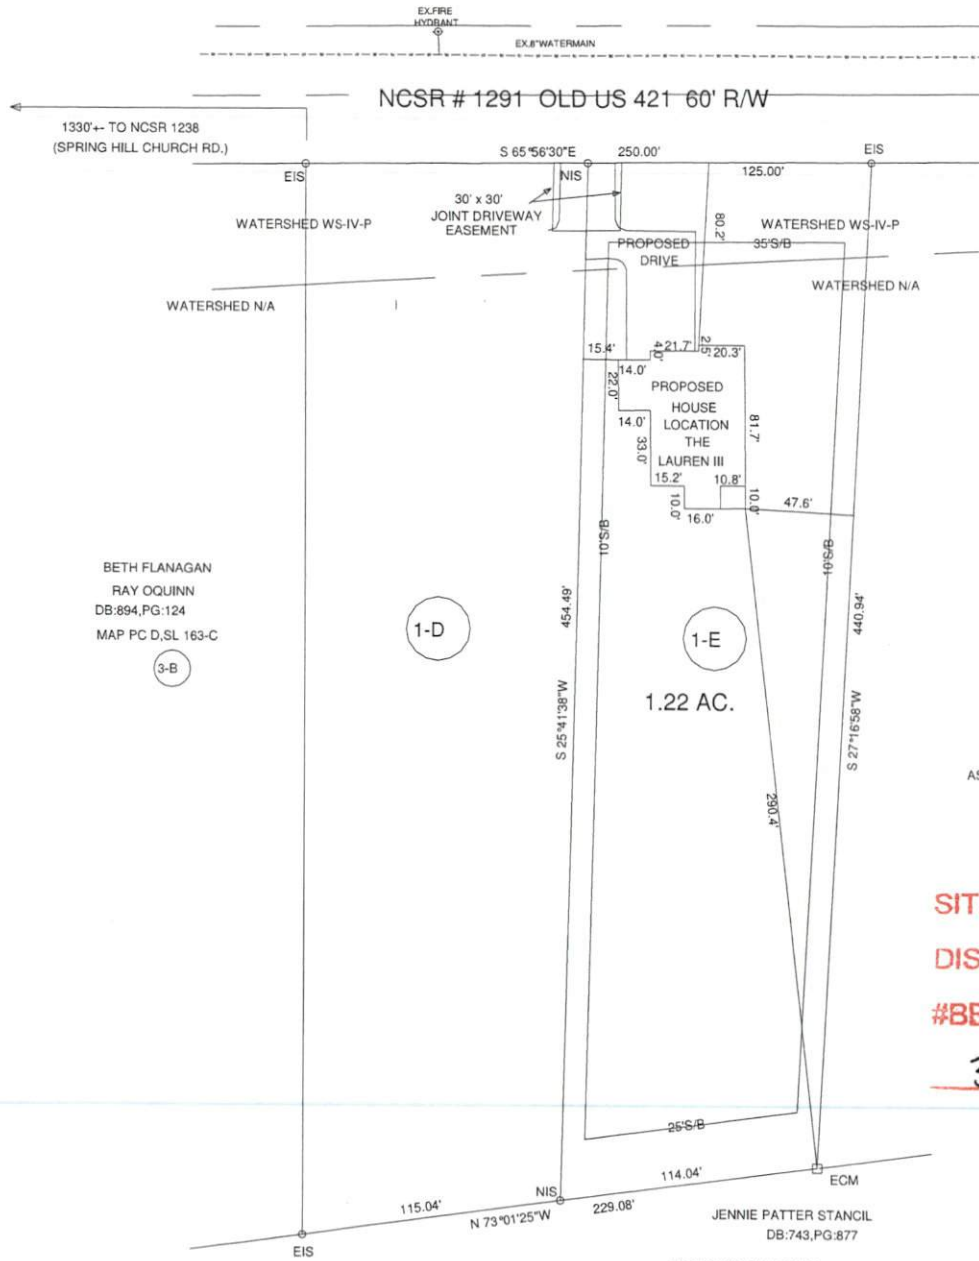 EX.FIRE
HYDRANT
EX.8"WATERMAIN
NCSR # 1291 OLD US 421 60' R/W
1330'+- TO NCSR 1238
(SPRING HILL CHURCH RD.)
S 65°56'30"E 250.00'
EIS
NIS
EIS
125.00'
30' x 30'
JOINT DRIVEWAY
EASEMENT
WATERSHED WS-IV-P
80.2'
WATERSHED WS-IV-P
PROPOSED
DRIVE
35'S/B
WATERSHED N/A
WATERSHED N/A
15.4'
21.7'
4.0'
2.5'
20.3'
14.0'
22.0'
PROPOSED
HOUSE
LOCATION
THE
LAUREN III
14.0'
33.0'
81.7'
15.2'
10.8'
10.0'
10.0'
16.0'
47.6'
10'S/B
10'S/B
BETH FLANAGAN
RAY OQUINN
DB:894,PG:124
MAP PC D,SL 163-C
3-B
1-D
454.49'
S 25°41'38"W
1-E
1.22 AC.
440.94'
S 27°16'58"W
290.4'
AS
SIT
DIS
#BE
3
25'S/B
115.04'
NIS
N 73°01'25"W
229.08'
114.04'
ECM
EIS
JENNIE PATTER STANCIL
DB:743,PG:877